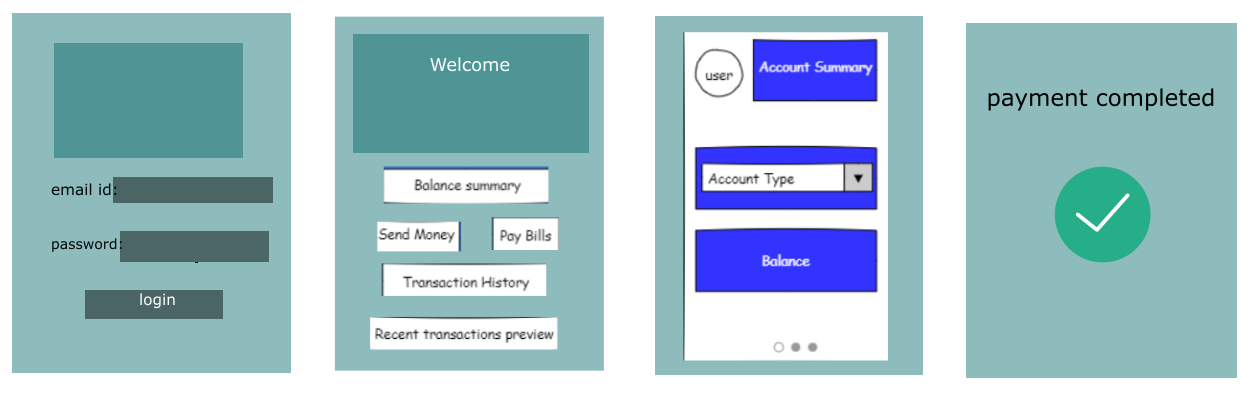 email id:
password:
login
Welcome
Balance summary
Send Money
Pay Bills
Transaction History
Recent transactions preview
user
Account Summary
Account Type
Balance
payment completed